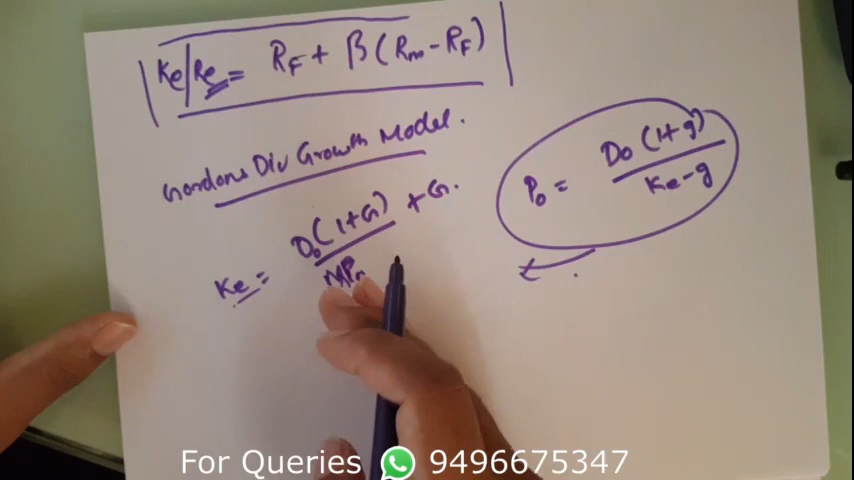 Ke/Re = RF + β (Rm - RF)
Gordons Div Growth Model.
Ke = D0 (1+G) / MPn + G.
P0 = D0 (1+g) / Ke-g
For Queries 9496675347